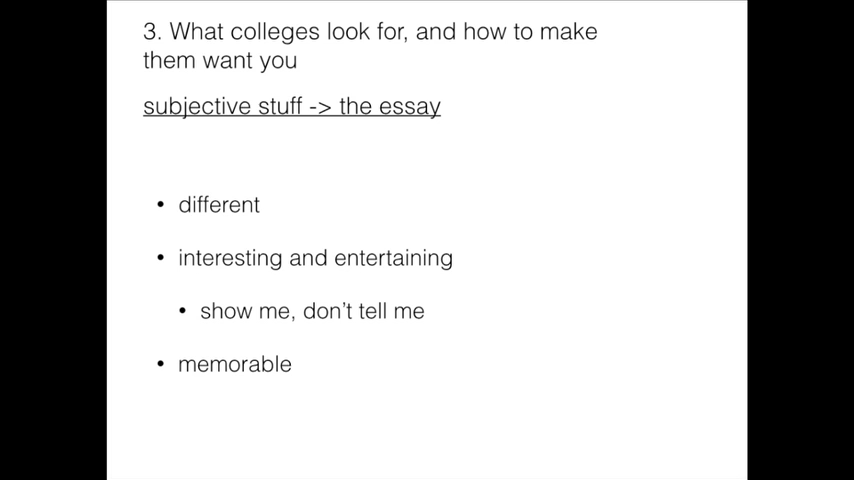 3. What colleges look for, and how to make
them want you
subjective stuff -> the essay
• different
• interesting and entertaining
• show me, don't tell me
• memorable